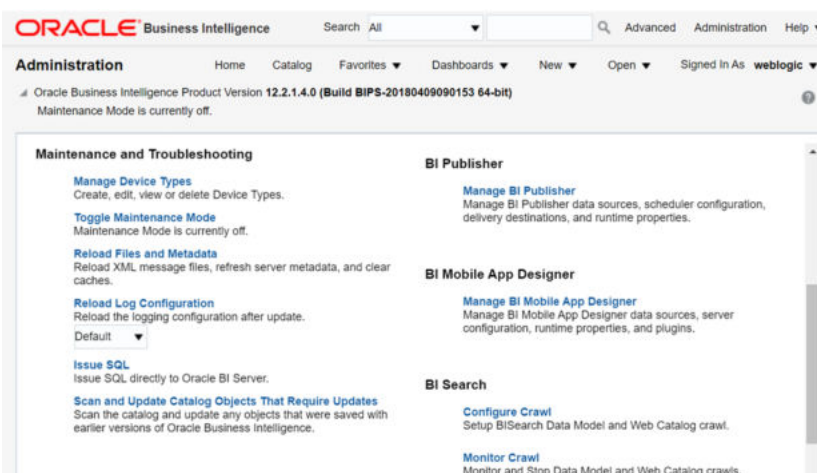 ORACLE Business Intelligence Search All Advanced Administration Help
Administration Home Catalog Favorites Dashboards New Open Signed In As weblogic
Oracle Business Intelligence Product Version 12.2.1.4.0 (Build BIPS-20180409090153 64-bit)
Maintenance Mode is currently off.
Maintenance and Troubleshooting
Manage Device Types
Create, edit, view or delete Device Types.
Toggle Maintenance Mode
Maintenance Mode is currently off.
Reload Files and Metadata
Reload XML message files, refresh server metadata, and clear
caches.
Reload Log Configuration
Reload the logging configuration after update.
Default
Issue SQL
Issue SQL directly to Oracle BI Server.
Scan and Update Catalog Objects That Require Updates
Scan the catalog and update any objects that were saved with
earlier versions of Oracle Business Intelligence.
BI Publisher
Manage BI Publisher
Manage BI Publisher data sources, scheduler configuration,
delivery destinations, and runtime properties.
BI Mobile App Designer
Manage BI Mobile App Designer
Manage BI Mobile App Designer data sources, server
configuration, runtime properties, and plugins.
BI Search
Configure Crawl
Setup BISearch Data Model and Web Catalog crawl.
Monitor Crawl
Monitor and Stop Data Model and Web Catalog crawls.